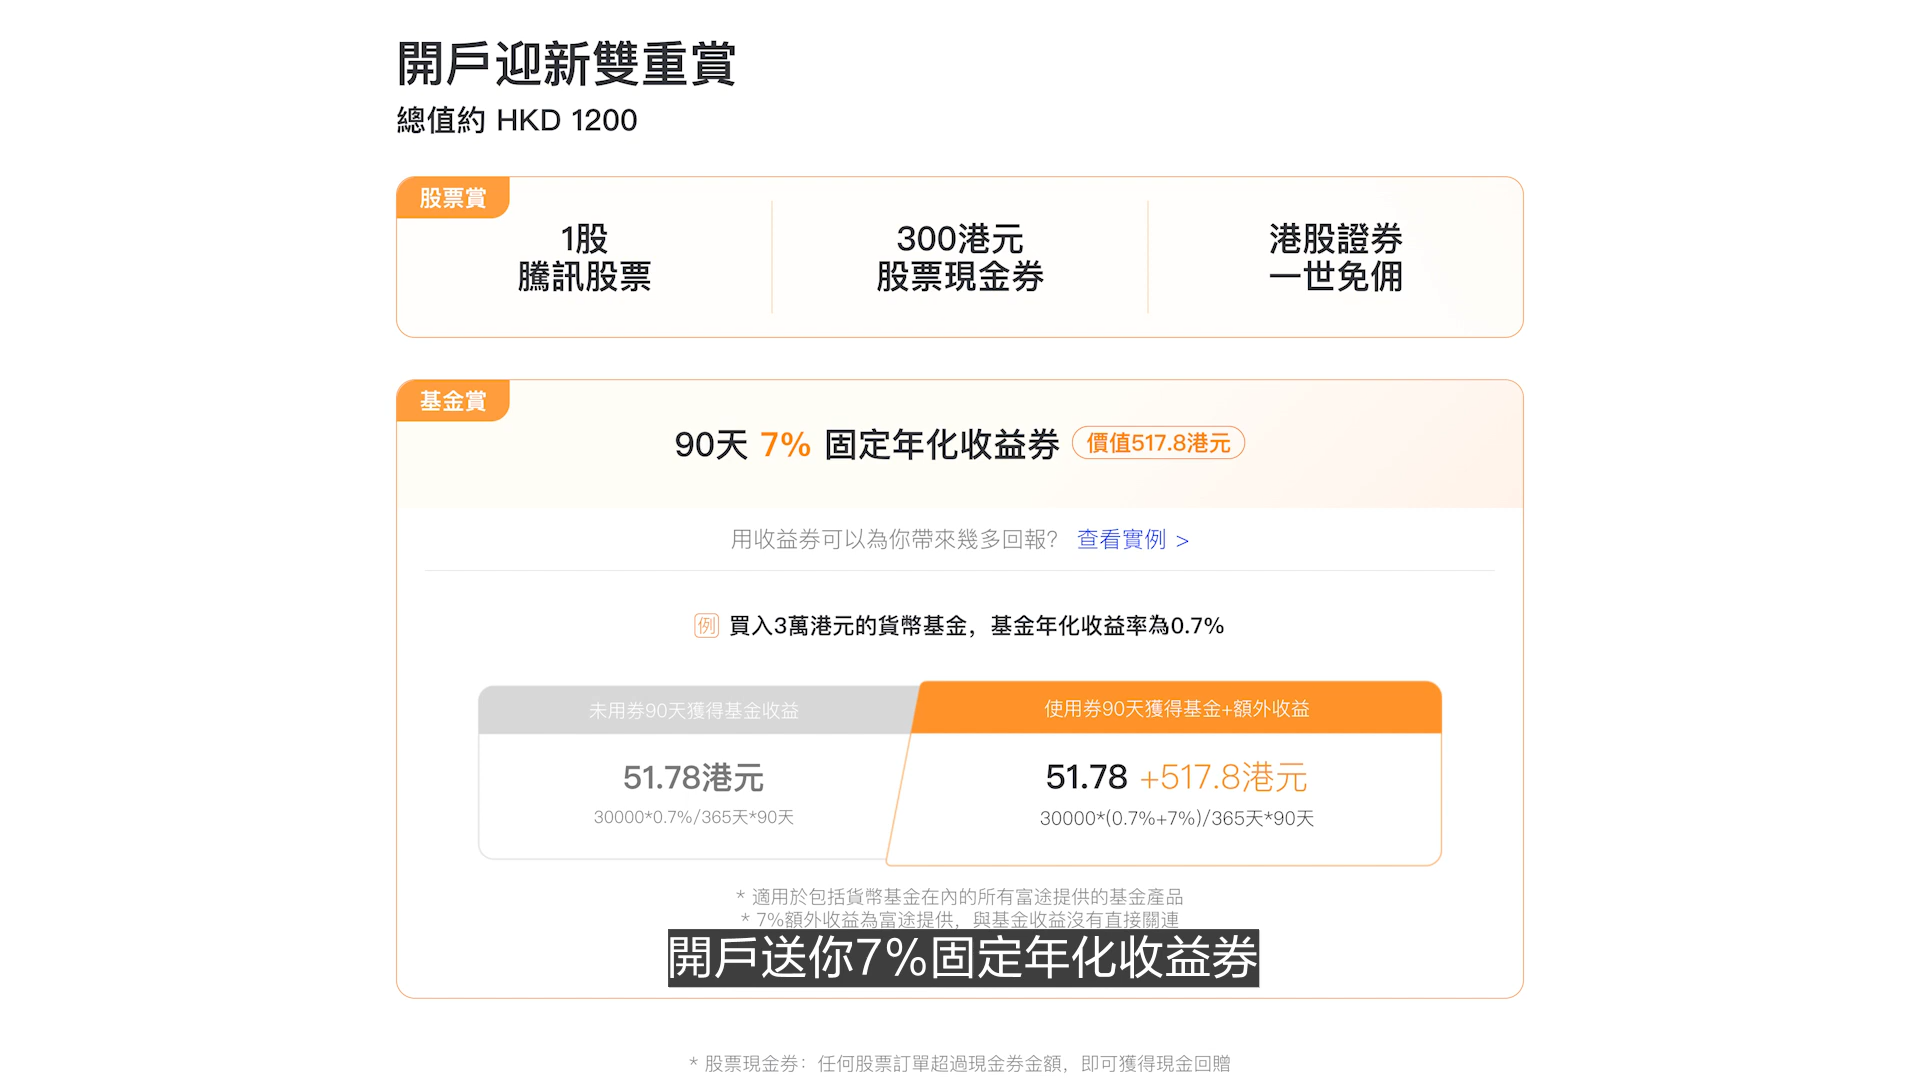 開戶迎新雙重賞
總值約 HKD 1200
股票賞
1股
騰訊股票
300港元
股票現金券
港股證券
一世免佣
基金賞
90天 7% 固定年化收益券 價值517.8港元
用收益券可以為你帶來幾多回報？ 查看實例 >
例 買入3萬港元的貨幣基金，基金年化收益率為0.7%
未用券90天獲得基金收益
51.78港元
30000*0.7%/365天*90天
使用券90天獲得基金+額外收益
51.78 +517.8港元
30000*(0.7%+7%)/365天*90天
* 適用於包括貨幣基金在內的所有富途提供的基金產品
* 7%額外收益為富途提供，與基金收益沒有直接關連
開戶送你7%固定年化收益券
* 股票現金券：任何股票訂單超過現金券金額，即可獲得現金回贈